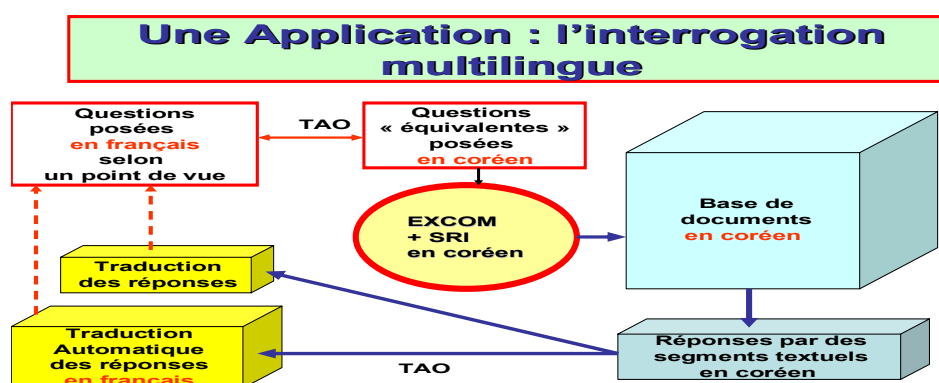 Une Application : l'interrogation
multilingue
Questions
posées
en français
selon
un point de vue
TAO
Questions
« équivalentes »
posées
en coréen
EXCOM
+ SRI
en coréen
Base de
documents
en coréen
Traduction
des réponses
Traduction
Automatique
des réponses
en français
TAO
Réponses par des
segments textuels
en coréen